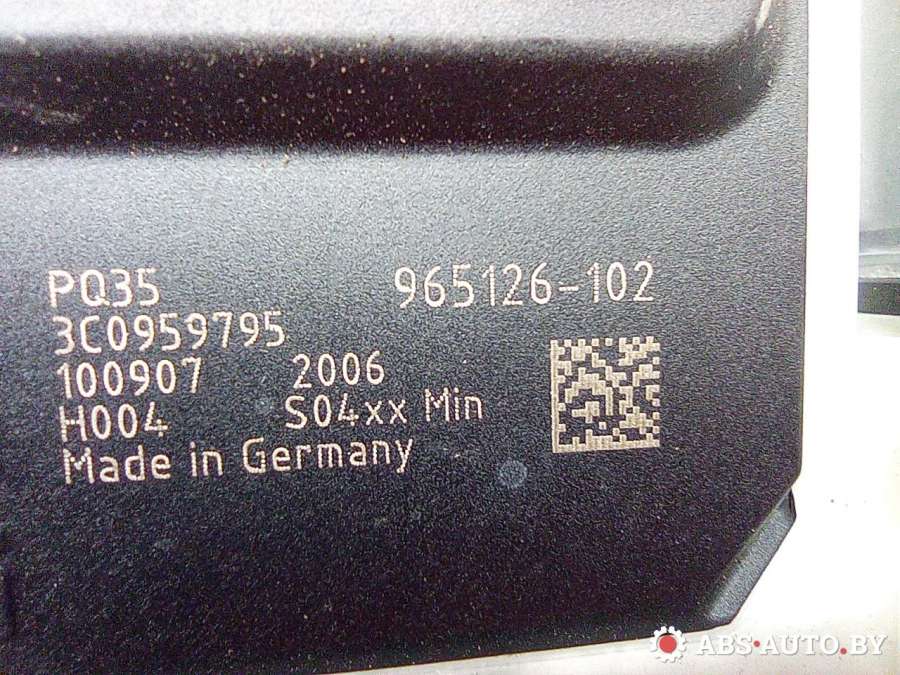 PQ35 965126-102
3C0959795
100907 2006
H004 S04xx Min
Made in Germany
ABS-AUTO.BY